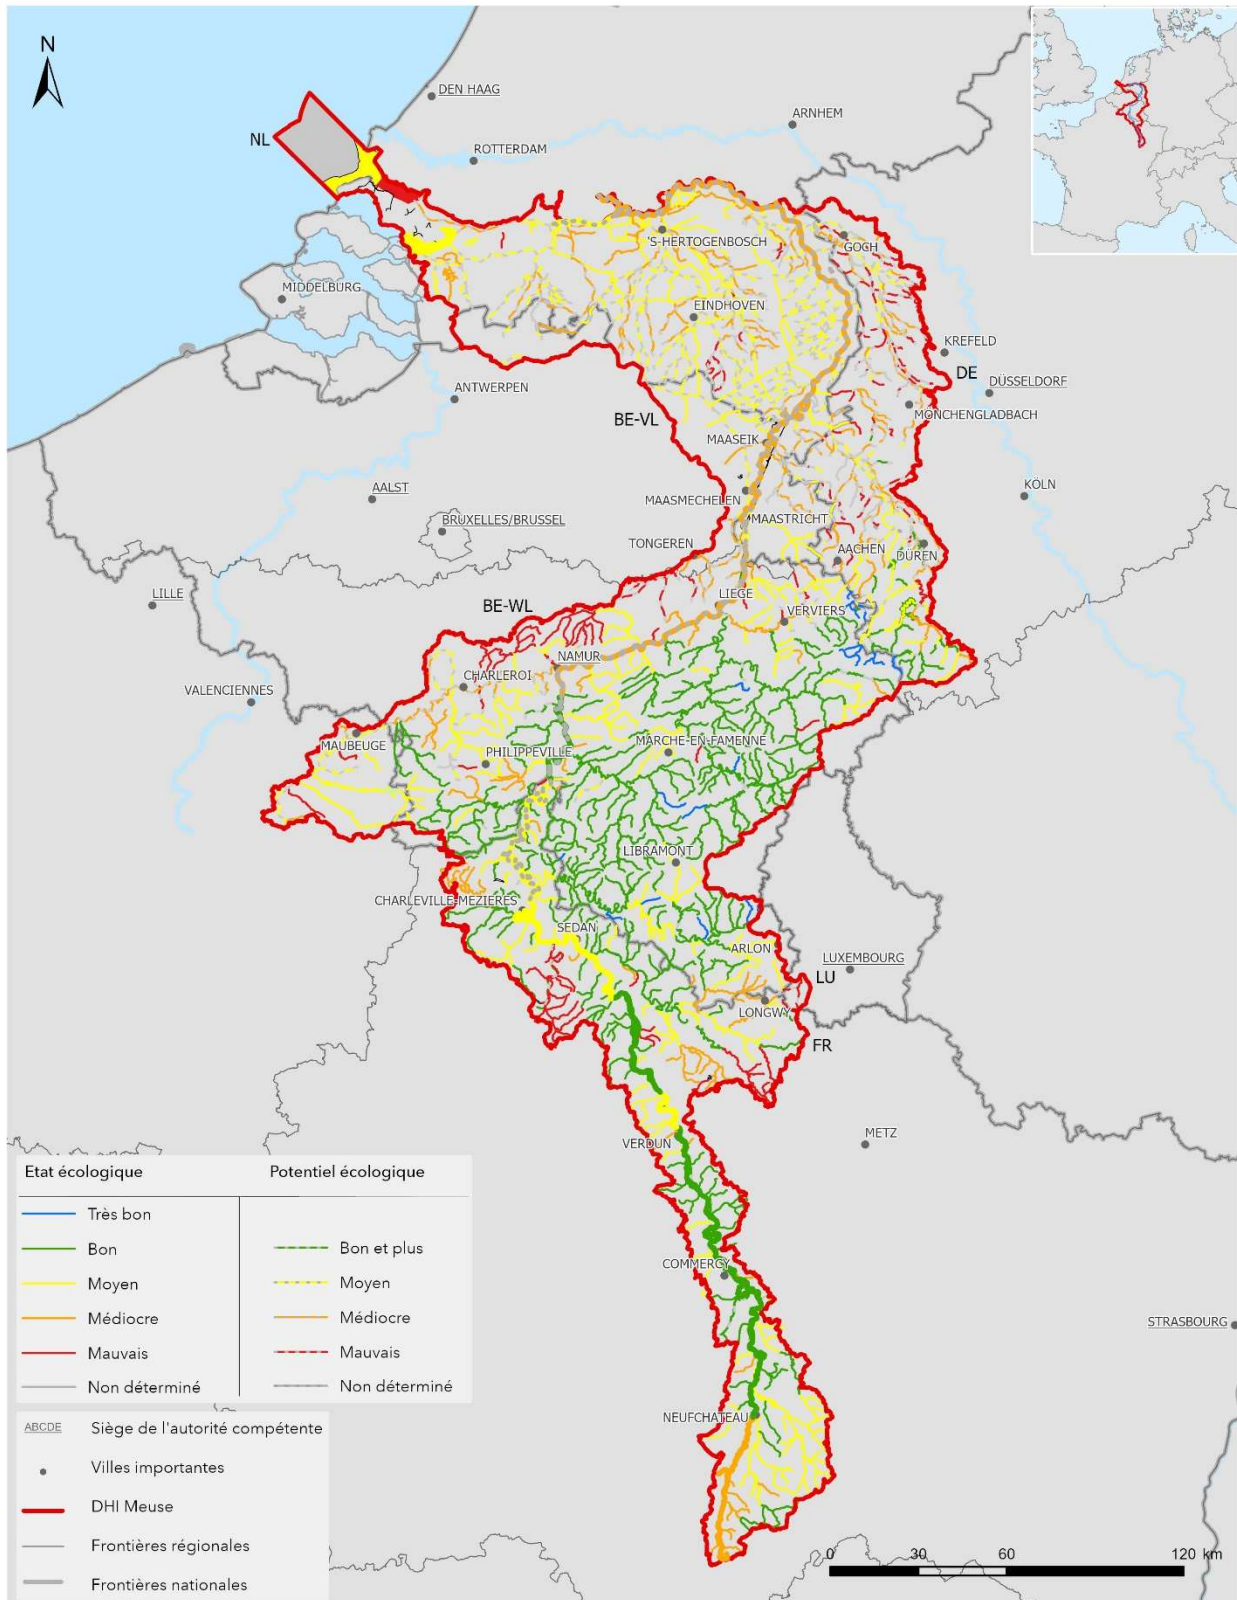 N
DEN HAAG
ARNHEM
NL
ROTTERDAM
'S-HERTOGENBOSCH
GOCH
MIDDELBURG
EINDHOVEN
KREFELD
DE
DÜSSELDORF
ANTWERPEN
MÖNCHENGLADBACH
BE-VL
MAASEIK
AALST
MAASMECHELEN
KÖLN
BRUXELLES/BRUSSEL
MAASTRICHT
TONGEREN
AACHEN
DÜREN
LILLE
BE-WL
LIEGE
VERVIERS
NAMUR
VALENCIENNES
CHARLEROI
MAUBEUGE
PHILIPPEVILLE
MARCHE-EN-FAMENNE
LIBRAMONT
CHARLEVILLE-MEZIERES
SEDAN
ARLON
LUXEMBOURG
LU
LONGWY
FR
VERDUN
METZ
COMMERCY
STRASBOURG
NEUFCHATEAU
Etat écologique
Potentiel écologique
Très bon
Bon
Bon et plus
Moyen
Moyen
Médiocre
Médiocre
Mauvais
Mauvais
Non déterminé
Non déterminé
ABCDE Siège de l'autorité compétente
Villes importantes
DHI Meuse
Frontières régionales
Frontières nationales
0 30 60 120 km